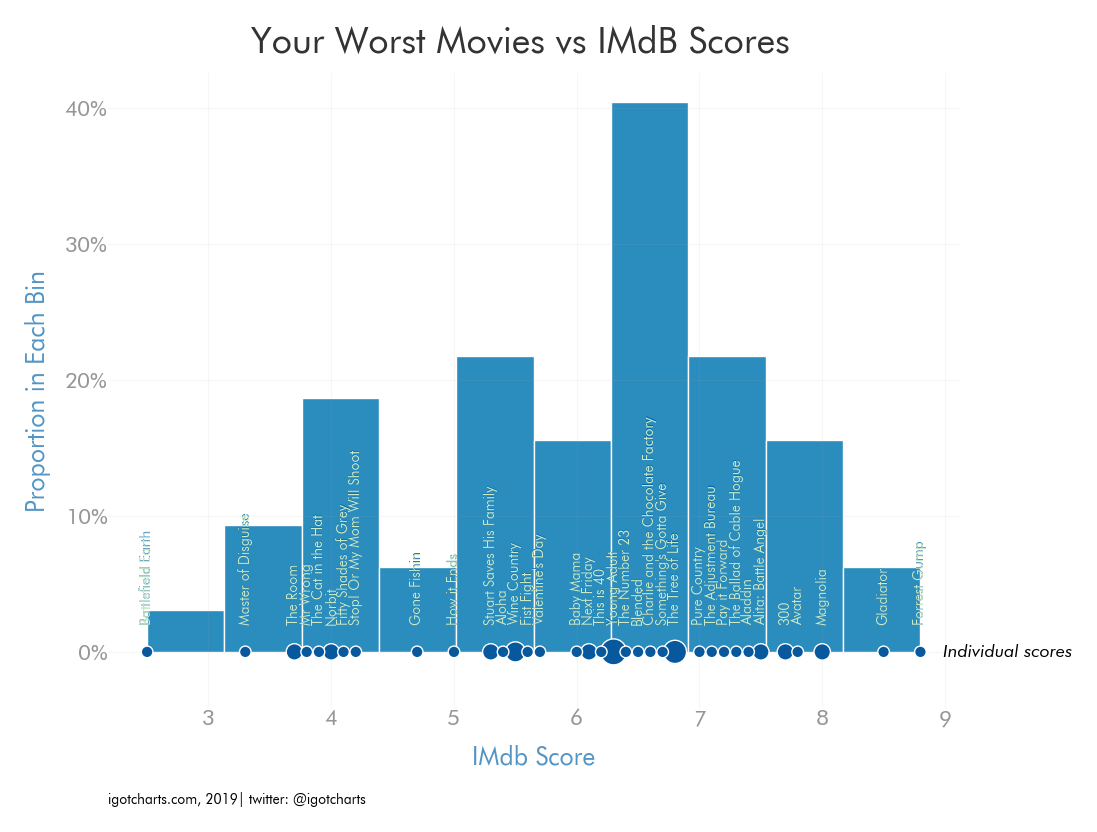 Your Worst Movies vs IMdB Scores
Proportion in Each Bin
40%
30%
20%
10%
0%
Battlefield Earth
Master of Disguise
The Room
Mr Wrong
The Cat in the Hat
Norbit
Fifty Shades of Grey
Stop! Or My Mom Will Shoot
Gone Fishin
How it Ends
Stuart Saves His Family
Aloha
Wine Country
Fist Fight
Valentine's Day
Baby Mama
Next Friday
This is 40
Young Adult
The Number 23
Blended
Charlie and the Chocolate Factory
Something's Gotta Give
The Tree of Life
Pure Country
The Adjustment Bureau
Pay it Forward
The Ballad of Cable Hogue
Aladdin
Alita: Battle Angel
300
Avatar
Magnolia
Gladiator
Forrest Gump
Individual scores
3 4 5 6 7 8 9
IMdb Score
igotcharts.com, 2019| twitter: @igotcharts